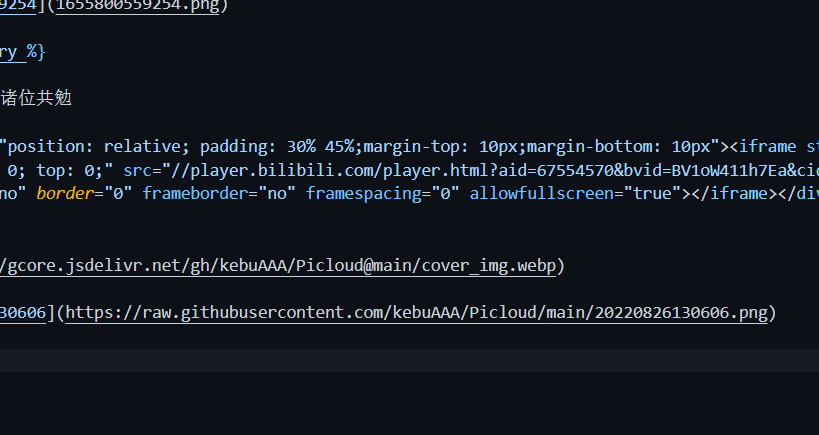 9254](1655800559254.png)
ry %}
诸位共勉
"position: relative; padding: 30% 45%;margin-top: 10px;margin-bottom: 10px"><iframe st
0; top: 0;" src="//player.bilibili.com/player.html?aid=67554570&bvid=BV1oW411h7Ea&cid
no" border="0" frameborder="no" framespacing="0" allowfullscreen="true"></iframe></div
/gcore.jsdelivr.net/gh/kebuAAA/Picloud@main/cover_img.webp)
30606](https://raw.githubusercontent.com/kebuAAA/Picloud/main/20220826130606.png)